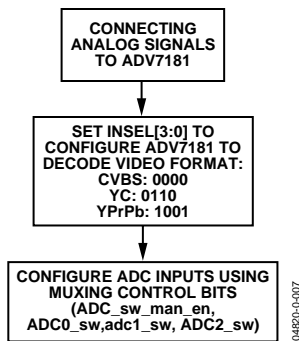 CONNECTING
ANALOG SIGNALS
TO ADV7181
SET INSEL[3:0] TO
CONFIGURE ADV7181 TO
DECODE VIDEO FORMAT:
CVBS: 0000
YC: 0110
YPrPb: 1001
CONFIGURE ADC INPUTS USING
MUXING CONTROL BITS
(ADC_sw_man_en,
ADC0_sw,adc1_sw, ADC2_sw)
04820-0-007